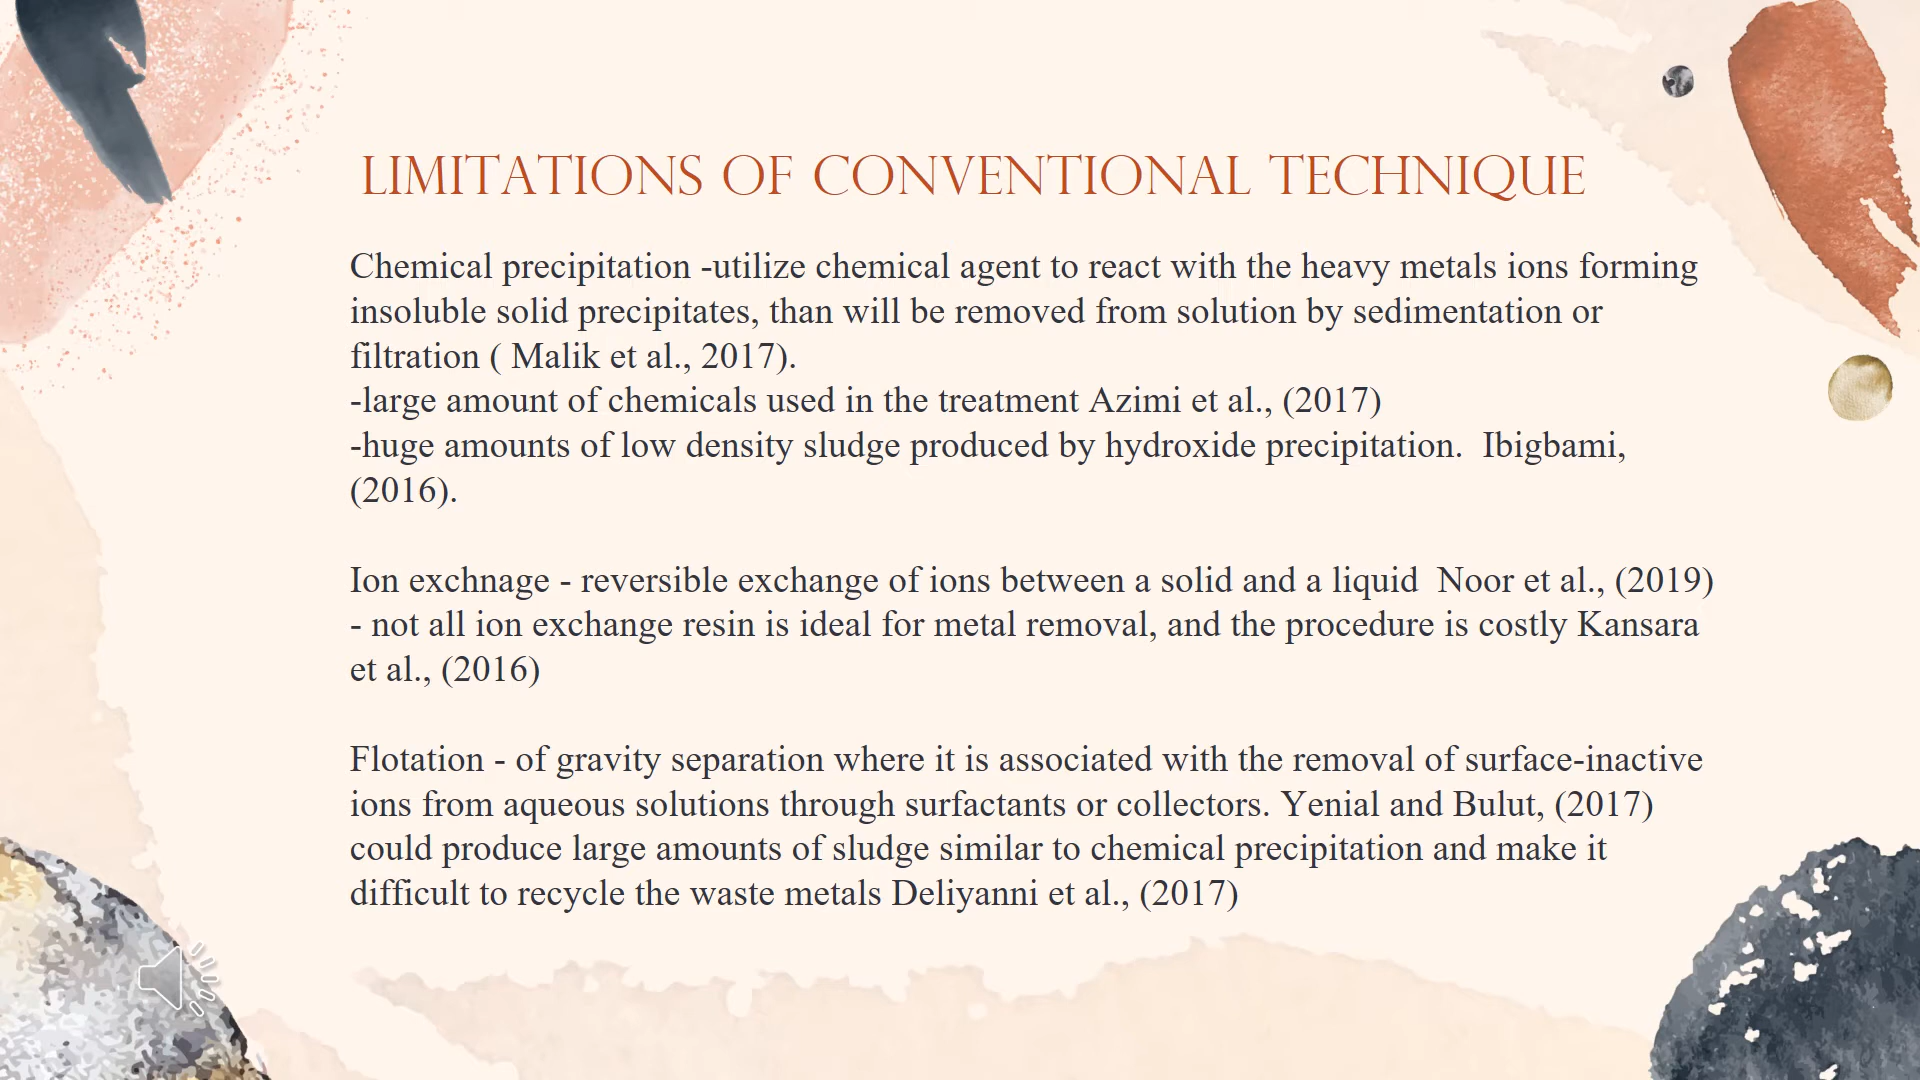 LIMITATIONS OF CONVENTIONAL TECHNIQUE
Chemical precipitation -utilize chemical agent to react with the heavy metals ions forming
insoluble solid precipitates, than will be removed from solution by sedimentation or
filtration ( Malik et al., 2017).
-large amount of chemicals used in the treatment Azimi et al., (2017)
-huge amounts of low density sludge produced by hydroxide precipitation.  Ibigbami,
(2016).
Ion exchnage - reversible exchange of ions between a solid and a liquid  Noor et al., (2019)
- not all ion exchange resin is ideal for metal removal, and the procedure is costly Kansara
et al., (2016)
Flotation - of gravity separation where it is associated with the removal of surface-inactive
ions from aqueous solutions through surfactants or collectors. Yenial and Bulut, (2017)
could produce large amounts of sludge similar to chemical precipitation and make it
difficult to recycle the waste metals Deliyanni et al., (2017)